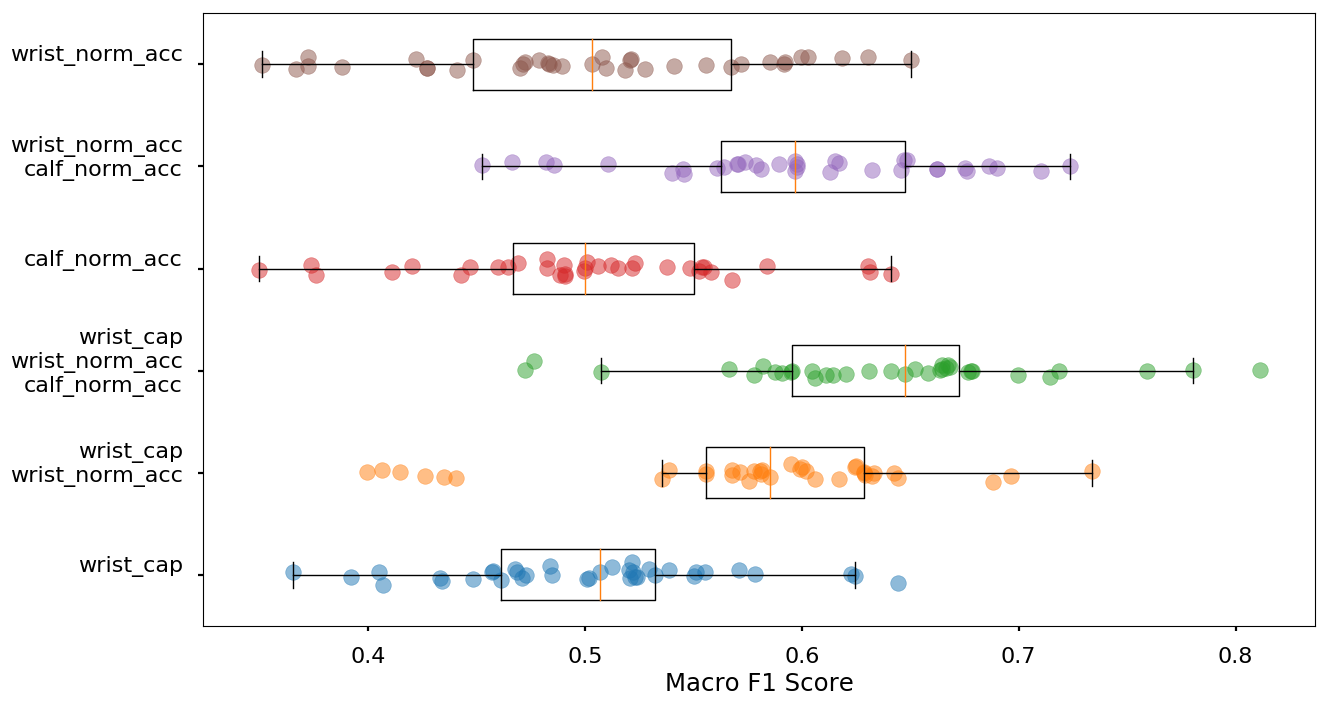 wrist_norm_acc
wrist_norm_acc
calf_norm_acc
calf_norm_acc
wrist_cap
wrist_norm_acc
calf_norm_acc
wrist_cap
wrist_norm_acc
wrist_cap
0.4 0.5 0.6 0.7 0.8
Macro F1 Score